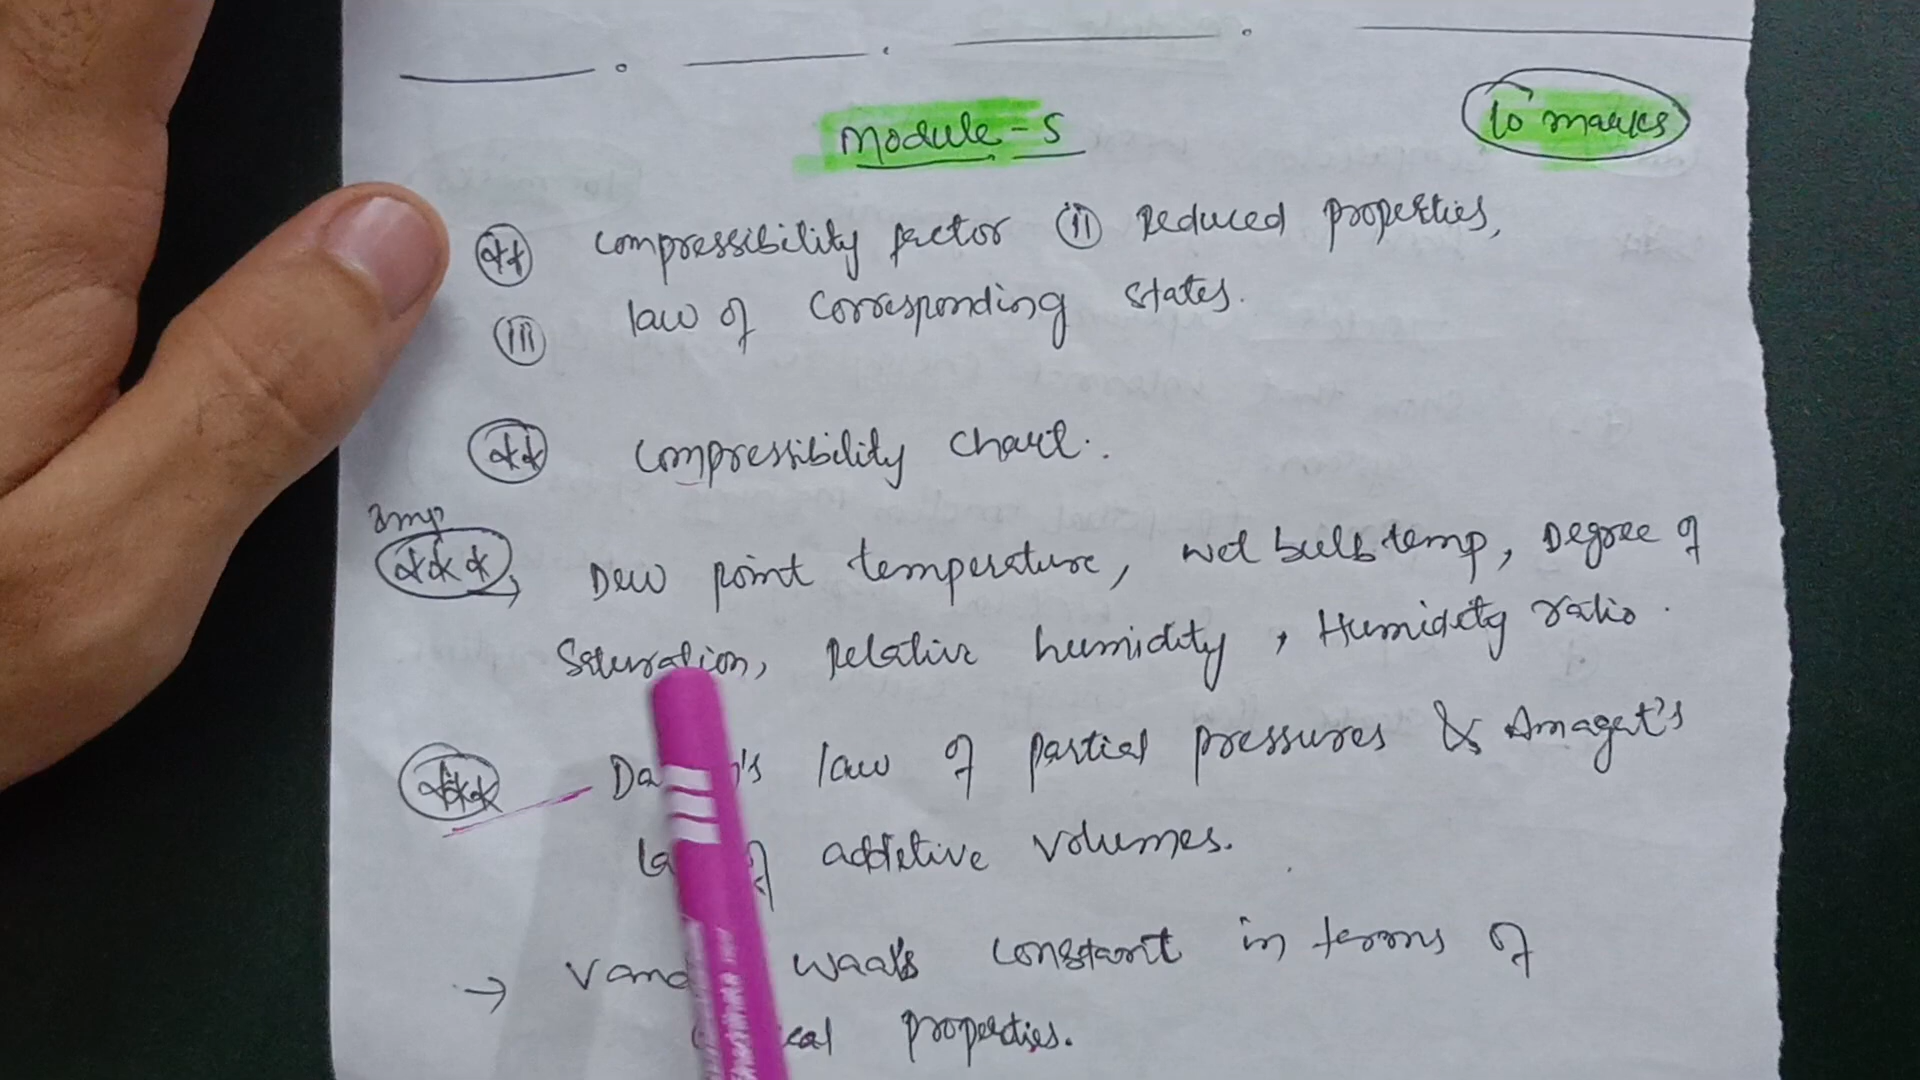 Module-5
10 marks
** compressibility factor (ii) Reduced properties,
(iii) law of corresponding states.
** compressibility chart.
Imp
*** Dew point temperature, wet bulb temp, Degree of
Saturation, Relative humidity, Humidity ratio.
*** law of partial pressures & Amagat's
additive volumes.
→ waals constant in terms of
properties.